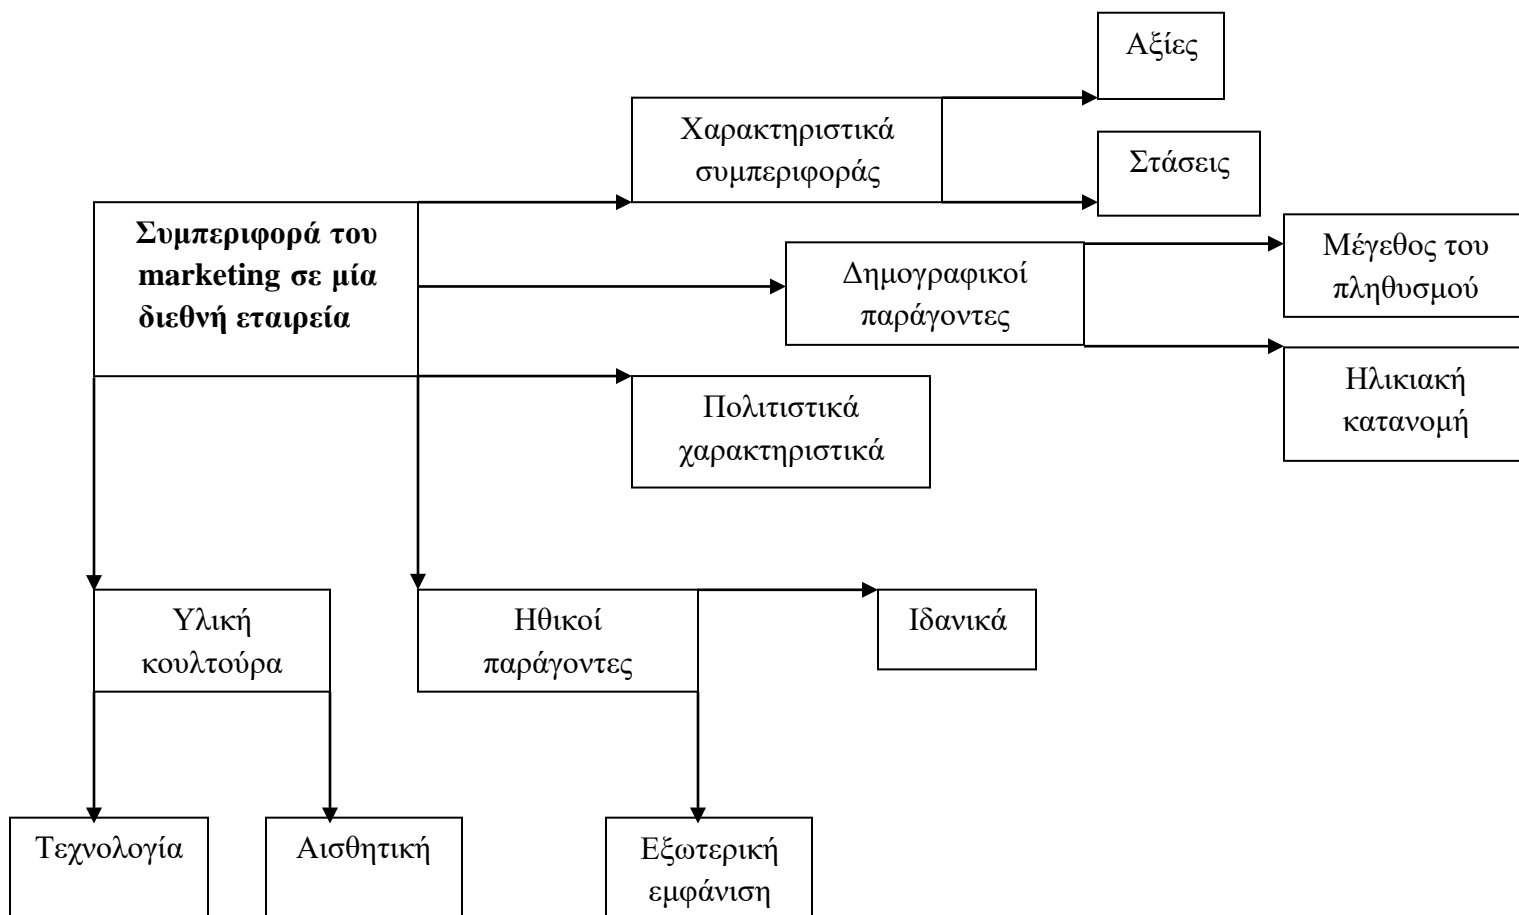 Αξίες
Χαρακτηριστικά
συμπεριφοράς
Στάσεις
Συμπεριφορά του
marketing σε μία
διεθνή εταιρεία
Δημογραφικοί
παράγοντες
Μέγεθος του
πληθυσμού
Ηλικιακή
κατανομή
Πολιτιστικά
χαρακτηριστικά
Υλική
κουλτούρα
Ηθικοί
παράγοντες
Ιδανικά
Τεχνολογία
Αισθητική
Εξωτερική
εμφάνιση